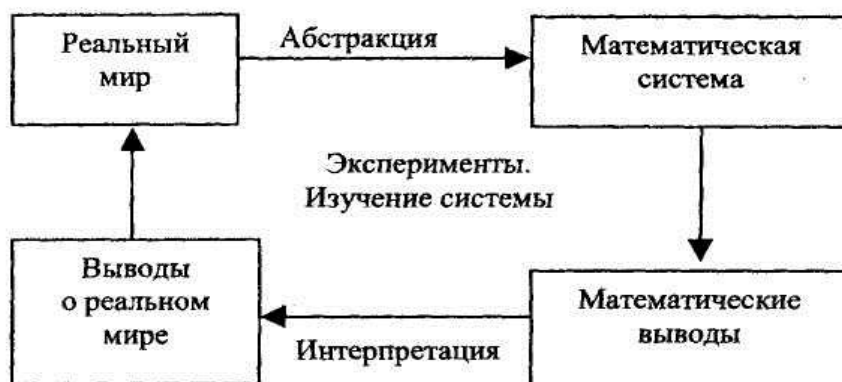 Реальный
мир
Абстракция
Математическая
система
Эксперименты.
Изучение системы
Выводы
о реальном
мире
Интерпретация
Математические
выводы